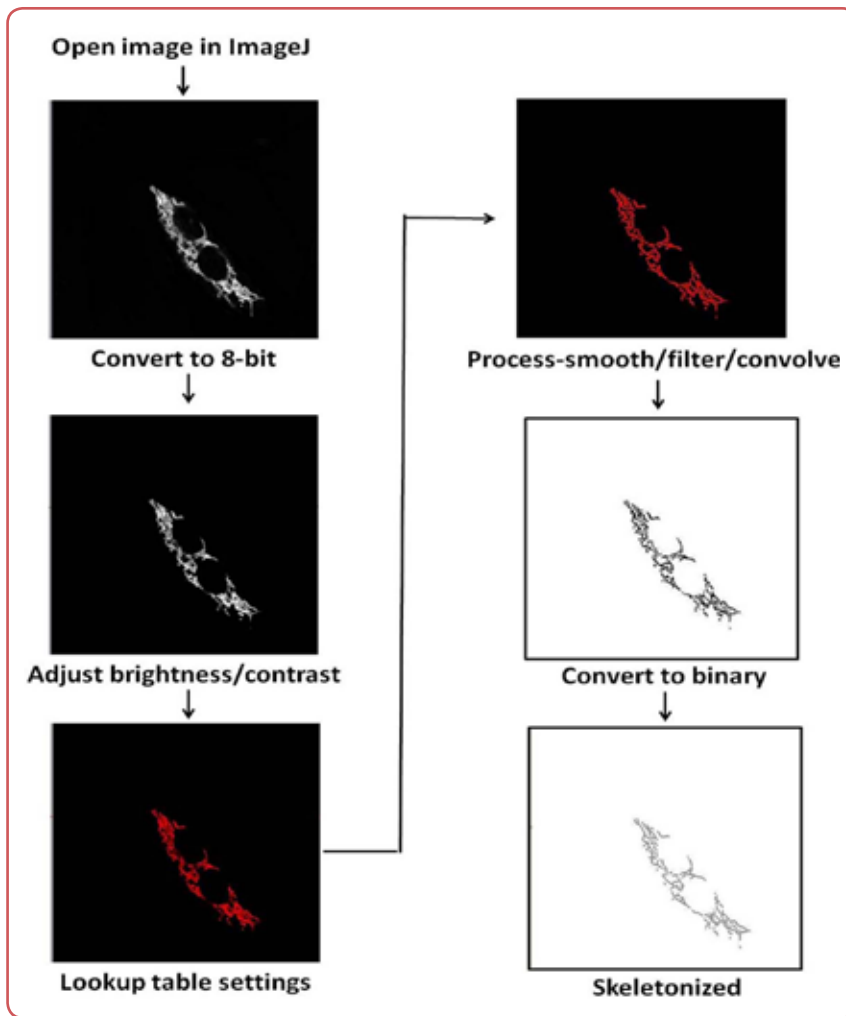 Open image in ImageJ
Convert to 8-bit
Adjust brightness/contrast
Lookup table settings
Process-smooth/filter/convolve
Convert to binary
Skeletonized